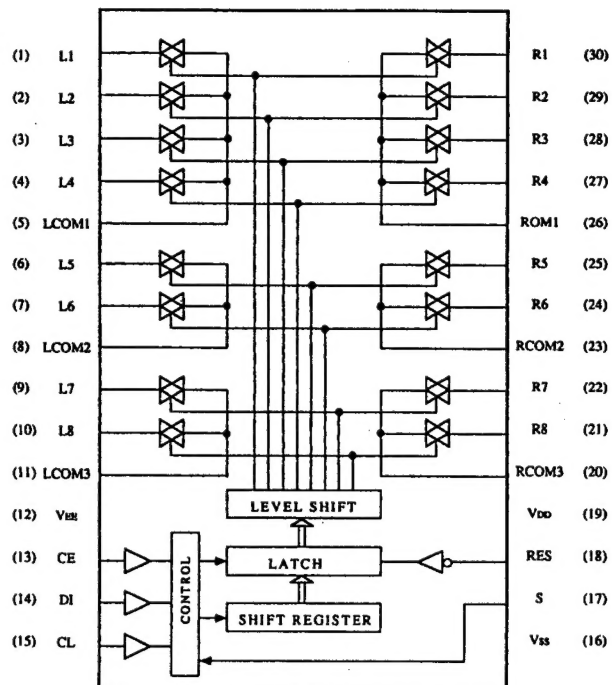 (1) L1 R1 (30)
(2) L2 R2 (29)
(3) L3 R3 (28)
(4) L4 R4 (27)
(5) LCOM1 ROM1 (26)
(6) L5 R5 (25)
(7) L6 R6 (24)
(8) LCOM2 RCOM2 (23)
(9) L7 R7 (22)
(10) L8 R8 (21)
(11) LCOM3 RCOM3 (20)
(12) VEE LEVEL SHIFT VDD (19)
(13) CE LATCH RES (18)
CONTROL
(14) DI SHIFT REGISTER S (17)
(15) CL Vss (16)